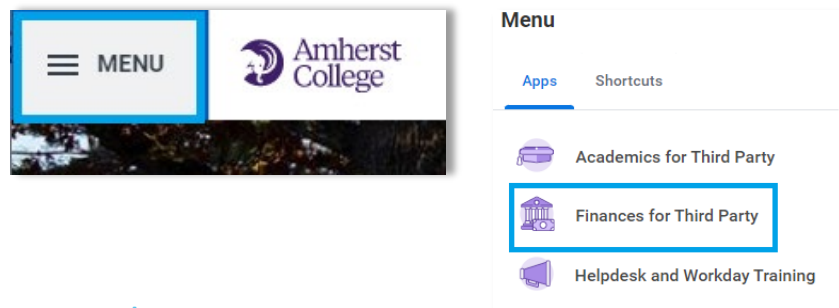 MENU
Amherst
College
Menu
Apps
Shortcuts
Academics for Third Party
Finances for Third Party
Helpdesk and Workday Training